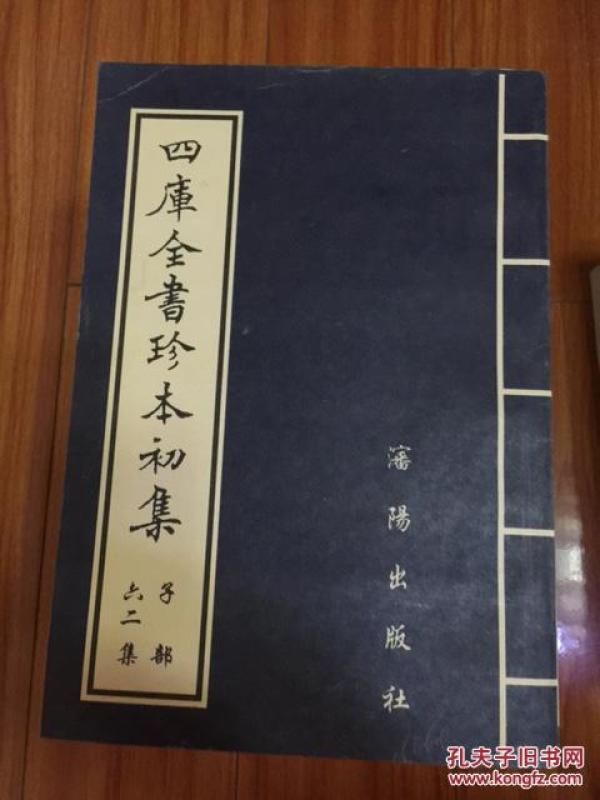 四庫全書珍本初集
子部
六二集
瀋陽出版社
孔夫子旧书网
www.kongfz.com